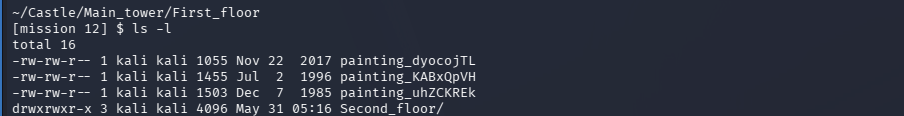 ~/Castle/Main_tower/First_floor
[mission 12] $ ls -l
total 16
-rw-rw-r-- 1 kali kali 1055 Nov 22  2017 painting_dyocojTL
-rw-rw-r-- 1 kali kali 1455 Jul  2  1996 painting_KABxQpVH
-rw-rw-r-- 1 kali kali 1503 Dec  7  1985 painting_uhZCKREk
drwxrwxr-x 3 kali kali 4096 May 31 05:16 Second_floor/